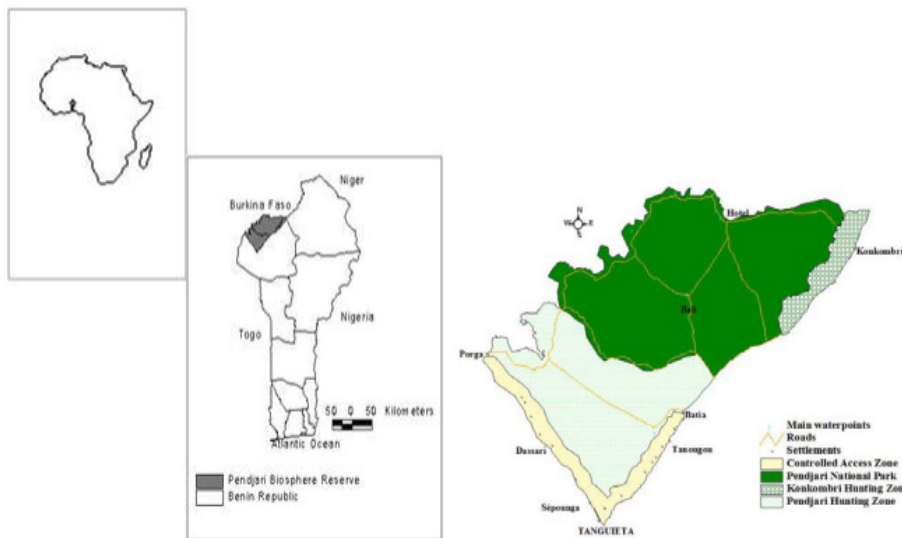 Niger
Burkina Faso
Nigeria
Togo
50 0 50 Kilometers
Atlantic Ocean
Pendjari Biosphere Reserve
Benin Republic
N
W E
Hotel
Konkombri
Bali
Porga
Batia
Dassari
Tanougou
Sépounga
TANGUIETA
Main waterpoints
Roads
Settlements
Controlled Access Zone
Pendjari National Park
Konkombri Hunting Zon
Pendjari Hunting Zone